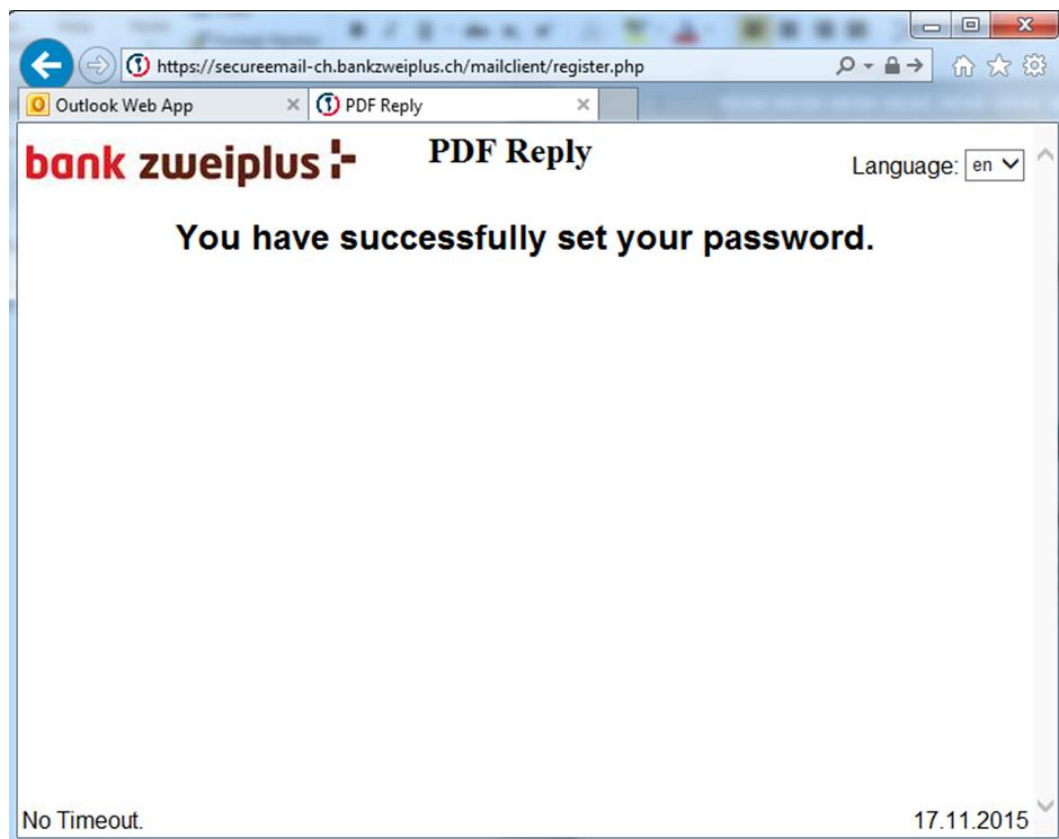 https://secureemail-ch.bankzweiplus.ch/mailclient/register.php
Outlook Web App
PDF Reply
bank zweiplus
PDF Reply
Language: en
You have successfully set your password.
No Timeout.
17.11.2015